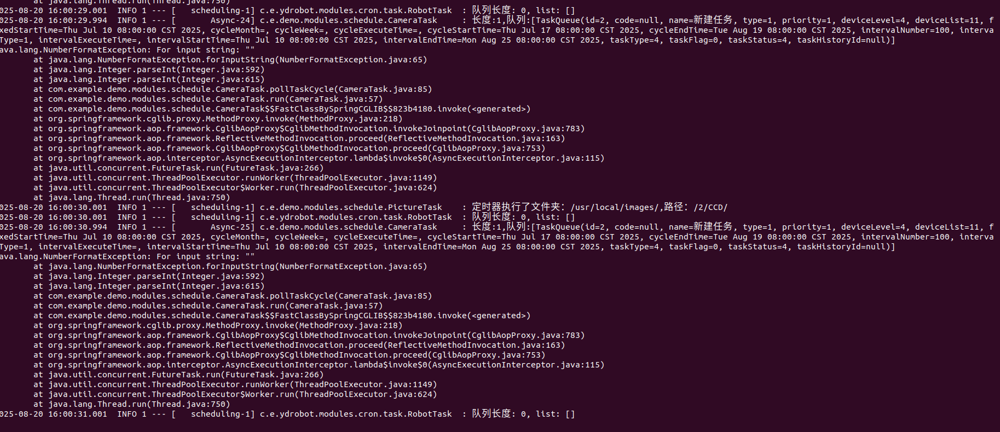 at java.lang.Thread.run(Thread.java:750)
025-08-20 16:00:29.001  INFO 1 --- [   scheduling-1] c.e.ydrobot.modules.cron.task.RobotTask  : 队列长度: 0, list: []
025-08-20 16:00:29.994  INFO 1 --- [       Async-24] c.e.demo.modules.schedule.CameraTask     : 长度:1,队列:[TaskQueue(id=2, code=null, name=新建任务, type=1, priority=1, deviceLevel=4, deviceList=11, f
xedStartTime=Thu Jul 10 08:00:00 CST 2025, cycleMonth=, cycleWeek=, cycleExecuteTime=, cycleStartTime=Thu Jul 17 08:00:00 CST 2025, cycleEndTime=Tue Aug 19 08:00:00 CST 2025, intervalNumber=100, interva
Type=1, intervalExecuteTime=, intervalStartTime=Thu Jul 10 08:00:00 CST 2025, intervalEndTime=Mon Aug 25 08:00:00 CST 2025, taskType=4, taskFlag=0, taskStatus=4, taskHistoryId=null)]
ava.lang.NumberFormatException: For input string: ""
at java.lang.NumberFormatException.forInputString(NumberFormatException.java:65)
at java.lang.Integer.parseInt(Integer.java:592)
at java.lang.Integer.parseInt(Integer.java:615)
at com.example.demo.modules.schedule.CameraTask.pollTaskCycle(CameraTask.java:85)
at com.example.demo.modules.schedule.CameraTask.run(CameraTask.java:57)
at com.example.demo.modules.schedule.CameraTask$$FastClassBySpringCGLIB$$823b4180.invoke(<generated>)
at org.springframework.cglib.proxy.MethodProxy.invoke(MethodProxy.java:218)
at org.springframework.aop.framework.CglibAopProxy$CglibMethodInvocation.invokeJoinpoint(CglibAopProxy.java:783)
at org.springframework.aop.framework.ReflectiveMethodInvocation.proceed(ReflectiveMethodInvocation.java:163)
at org.springframework.aop.framework.CglibAopProxy$CglibMethodInvocation.proceed(CglibAopProxy.java:753)
at org.springframework.aop.interceptor.AsyncExecutionInterceptor.lambda$invoke$0(AsyncExecutionInterceptor.java:115)
at java.util.concurrent.FutureTask.run(FutureTask.java:266)
at java.util.concurrent.ThreadPoolExecutor.runWorker(ThreadPoolExecutor.java:1149)
at java.util.concurrent.ThreadPoolExecutor$Worker.run(ThreadPoolExecutor.java:624)
at java.lang.Thread.run(Thread.java:750)
025-08-20 16:00:30.001  INFO 1 --- [   scheduling-1] c.e.demo.modules.schedule.PictureTask    : 定时器执行了文件夹：/usr/local/images/,路径：/2/CCD/
025-08-20 16:00:30.001  INFO 1 --- [   scheduling-1] c.e.ydrobot.modules.cron.task.RobotTask  : 队列长度: 0, list: []
025-08-20 16:00:30.994  INFO 1 --- [       Async-25] c.e.demo.modules.schedule.CameraTask     : 长度:1,队列:[TaskQueue(id=2, code=null, name=新建任务, type=1, priority=1, deviceLevel=4, deviceList=11, f
xedStartTime=Thu Jul 10 08:00:00 CST 2025, cycleMonth=, cycleWeek=, cycleExecuteTime=, cycleStartTime=Thu Jul 17 08:00:00 CST 2025, cycleEndTime=Tue Aug 19 08:00:00 CST 2025, intervalNumber=100, interva
Type=1, intervalExecuteTime=, intervalStartTime=Thu Jul 10 08:00:00 CST 2025, intervalEndTime=Mon Aug 25 08:00:00 CST 2025, taskType=4, taskFlag=0, taskStatus=4, taskHistoryId=null)]
ava.lang.NumberFormatException: For input string: ""
at java.lang.NumberFormatException.forInputString(NumberFormatException.java:65)
at java.lang.Integer.parseInt(Integer.java:592)
at java.lang.Integer.parseInt(Integer.java:615)
at com.example.demo.modules.schedule.CameraTask.pollTaskCycle(CameraTask.java:85)
at com.example.demo.modules.schedule.CameraTask.run(CameraTask.java:57)
at com.example.demo.modules.schedule.CameraTask$$FastClassBySpringCGLIB$$823b4180.invoke(<generated>)
at org.springframework.cglib.proxy.MethodProxy.invoke(MethodProxy.java:218)
at org.springframework.aop.framework.CglibAopProxy$CglibMethodInvocation.invokeJoinpoint(CglibAopProxy.java:783)
at org.springframework.aop.framework.ReflectiveMethodInvocation.proceed(ReflectiveMethodInvocation.java:163)
at org.springframework.aop.framework.CglibAopProxy$CglibMethodInvocation.proceed(CglibAopProxy.java:753)
at org.springframework.aop.interceptor.AsyncExecutionInterceptor.lambda$invoke$0(AsyncExecutionInterceptor.java:115)
at java.util.concurrent.FutureTask.run(FutureTask.java:266)
at java.util.concurrent.ThreadPoolExecutor.runWorker(ThreadPoolExecutor.java:1149)
at java.util.concurrent.ThreadPoolExecutor$Worker.run(ThreadPoolExecutor.java:624)
at java.lang.Thread.run(Thread.java:750)
025-08-20 16:00:31.001  INFO 1 --- [   scheduling-1] c.e.ydrobot.modules.cron.task.RobotTask  : 队列长度: 0, list: []